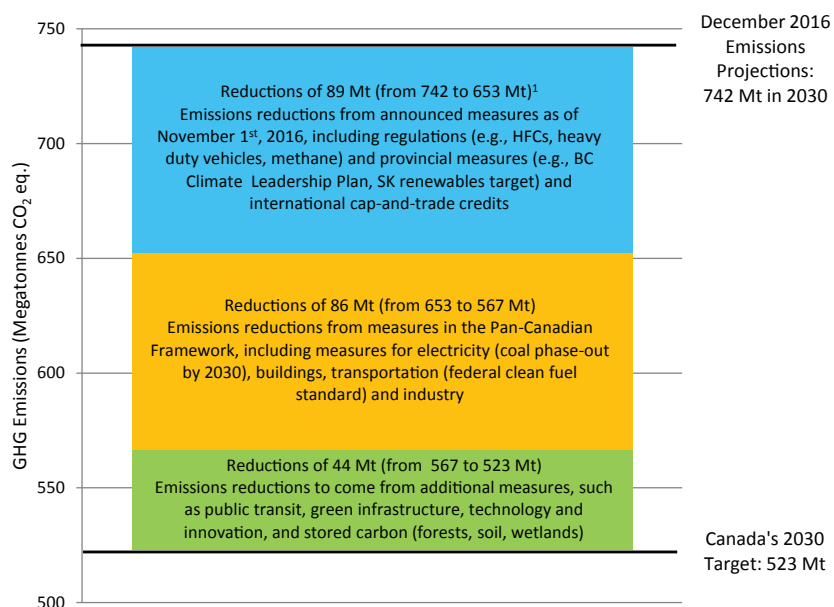 GHG Emissions (Megatonnes CO₂ eq.)
750
700
650
600
550
500
December 2016
Emissions
Projections:
742 Mt in 2030
Reductions of 89 Mt (from 742 to 653 Mt)¹
Emissions reductions from announced measures as of
November 1ˢᵗ, 2016, including regulations (e.g., HFCs, heavy
duty vehicles, methane) and provincial measures (e.g., BC
Climate  Leadership Plan, SK renewables target) and
international cap-and-trade credits
Reductions of 86 Mt (from 653 to 567 Mt)
Emissions reductions from measures in the Pan-Canadian
Framework, including measures for electricity (coal phase-out
by 2030), buildings, transportation (federal clean fuel
standard) and industry
Reductions of 44 Mt (from  567 to 523 Mt)
Emissions reductions to come from additional measures, such
as public transit, green infrastructure, technology and
innovation, and stored carbon (forests, soil, wetlands)
Canada's 2030
Target: 523 Mt